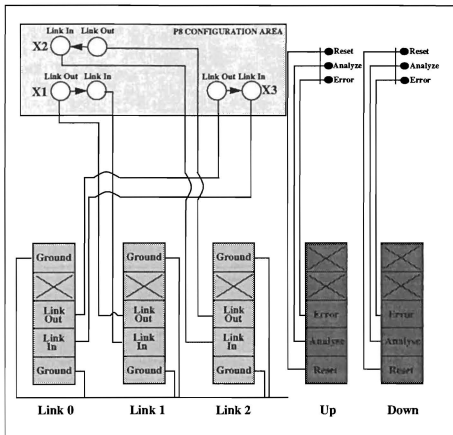 P8 CONFIGURATION AREA
Link In Link Out
X2
Link Out Link In
X1
Link Out Link In
X3
Reset
Analyze
Error
Reset
Analyze
Error
Ground
Link Out
Link In
Ground
Ground
Link Out
Link In
Ground
Ground
Link Out
Link In
Ground
Error
Analyse
Reset
Error
Analyse
Reset
Link 0 Link 1 Link 2 Up Down